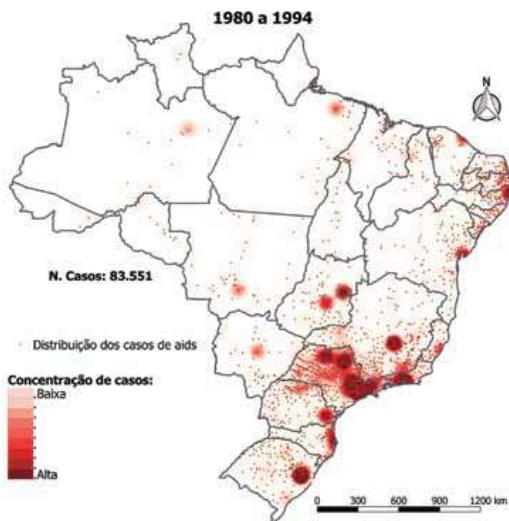 1980 a 1994
N
N. Casos: 83.551
Distribuição dos casos de aids
Concentração de casos:
Baixa
Alta
0 300 600 900 1200 km